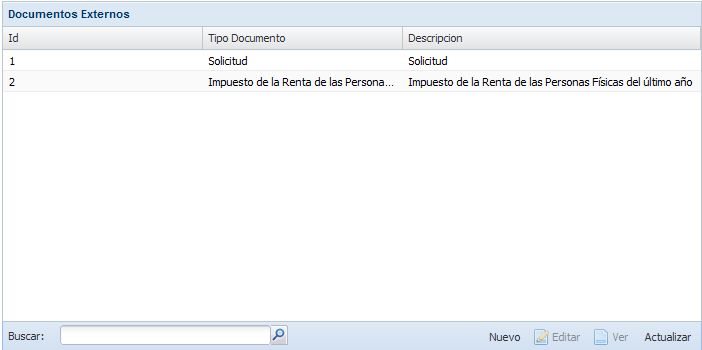 Documentos Externos
Id Tipo Documento Descripcion
1 Solicitud Solicitud
2 Impuesto de la Renta de las Persona... Impuesto de la Renta de las Personas Físicas del último año
Buscar: Nuevo Editar Ver Actualizar